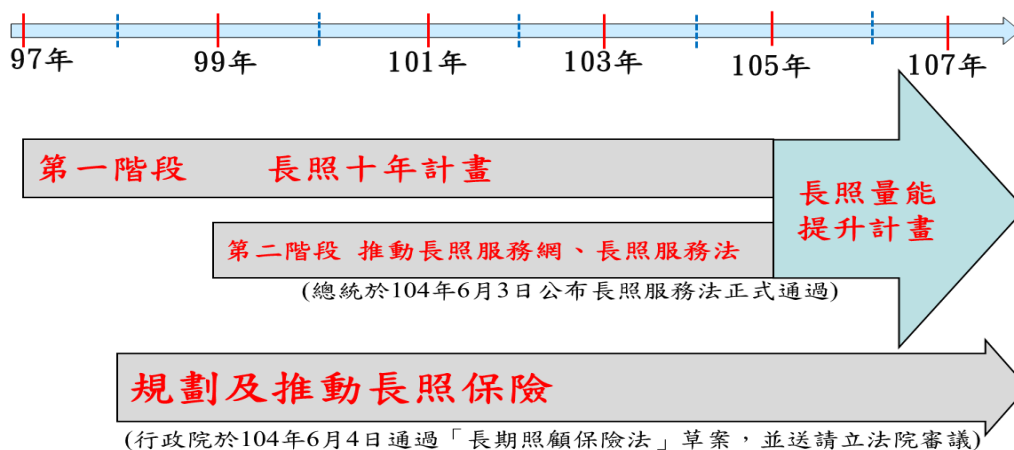 97年 99年 101年 103年 105年 107年
第一階段 長照十年計畫
長照量能
提升計畫
第二階段 推動長照服務網、長照服務法
(總統於104年6月3日公布長照服務法正式通過)
規劃及推動長照保險
(行政院於104年6月4日通過「長期照顧保險法」草案，並送請立法院審議)